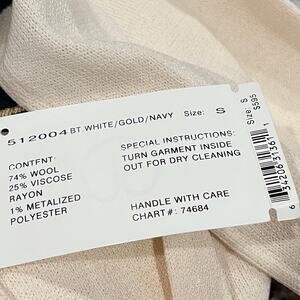 512004 BT.WHITE/GOLD/NAVY Size: S
CONTENT:
74% WOOL
25% VISCOSE
RAYON
1% METALIZED
POLYESTER
SPECIAL INSTRUCTIONS:
TURN GARMENT INSIDE
OUT FOR DRY CLEANING
HANDLE WITH CARE
CHART#: 74684
Size: S
$595